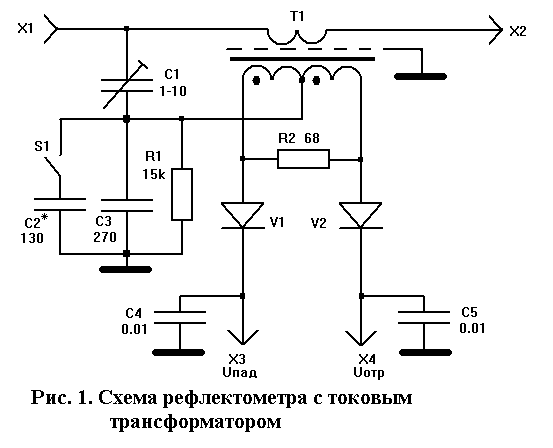 X1
T1
X2
C1
1-10
S1
R1
15k
R2 68
C2*
130
C3
270
V1
V2
C4
0.01
C5
0.01
X3
Uпад
X4
Uотр
Рис. 1. Схема рефлектометра с токовым
трансформатором